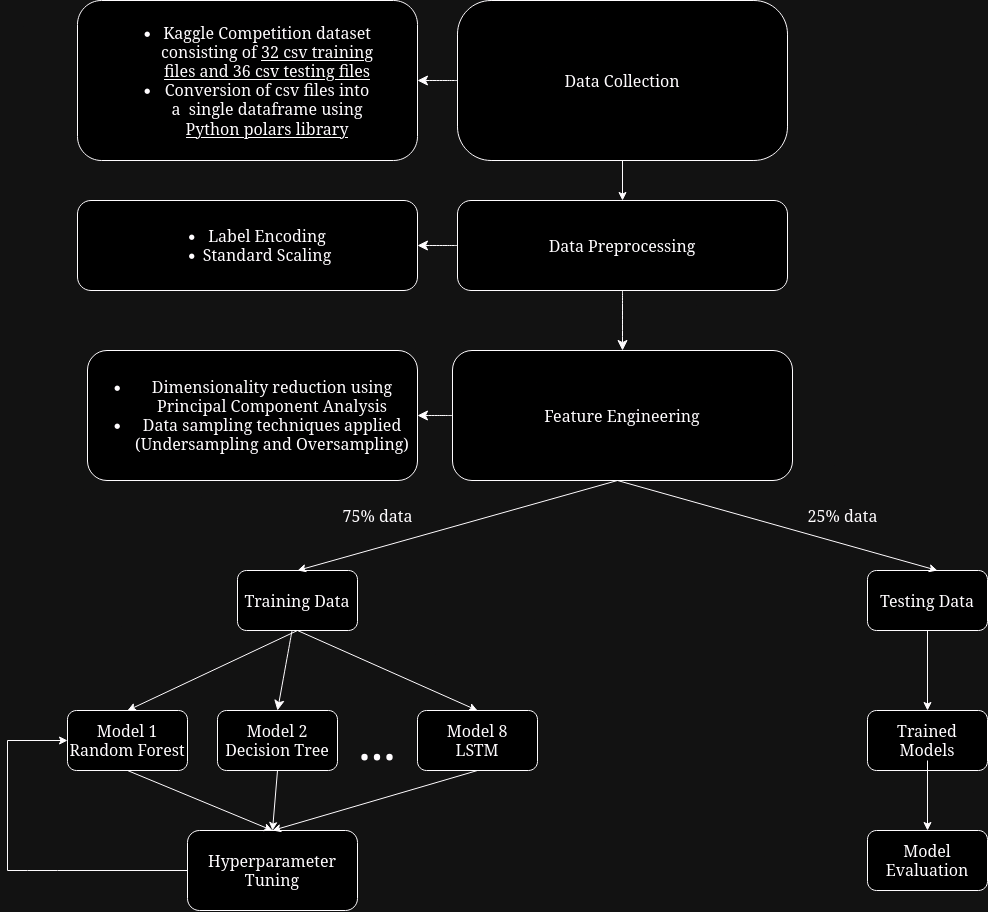 • Kaggle Competition dataset
consisting of 32 csv training
files and 36 csv testing files
• Conversion of csv files into
a single dataframe using
Python polars library
Data Collection
• Label Encoding
• Standard Scaling
Data Preprocessing
• Dimensionality reduction using
Principal Component Analysis
• Data sampling techniques applied
(Undersampling and Oversampling)
Feature Engineering
75% data
25% data
Training Data
Testing Data
Model 1
Random Forest
Model 2
Decision Tree
...
Model 8
LSTM
Trained
Models
Hyperparameter
Tuning
Model
Evaluation